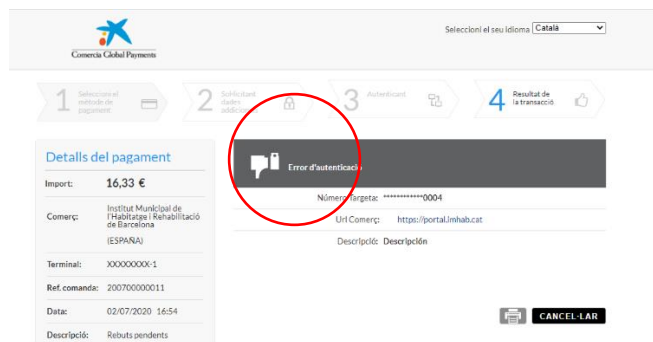 Comercia Global Payments
Seleccioni el seu idioma Català
1 Seleccioni el mètode de pagament
2 Sol·licitant dades addicionals
3 Autenticant
4 Resultat de la transacció
Detalls del pagament
Import: 16,33 €
Comerç: Institut Municipal de
l'Habitatge i Rehabilitació
de Barcelona
(ESPAÑA)
Terminal: XXXXXXXX-1
Ref. comanda: 200700000011
Data: 02/07/2020 16:54
Descripció: Rebuts pendents
Error d'autenticació
Número Targeta: ************0004
Url Comerç: https://portal.imhab.cat
Descripció: Descripción
CANCEL·LAR